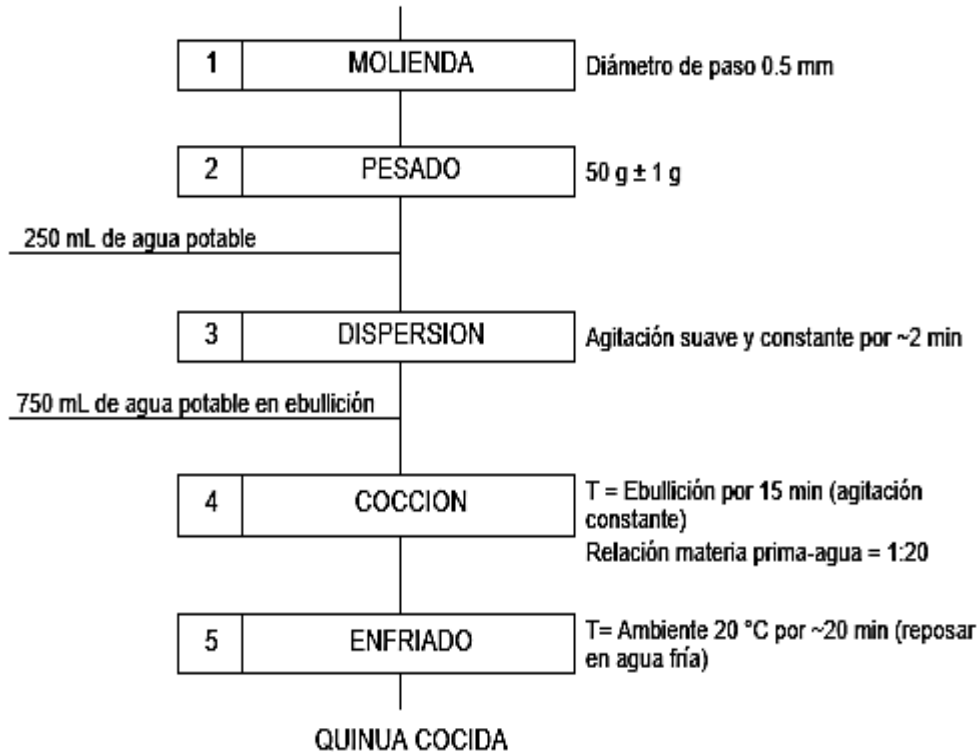 1 MOLIENDA Diámetro de paso 0.5 mm
2 PESADO 50 g ± 1 g
250 mL de agua potable
3 DISPERSION Agitación suave y constante por ~2 min
750 mL de agua potable en ebullición
4 COCCION T = Ebullición por 15 min (agitación
constante)
Relación materia prima-agua = 1:20
5 ENFRIADO T= Ambiente 20 °C por ~20 min (reposar
en agua fría)
QUINUA COCIDA